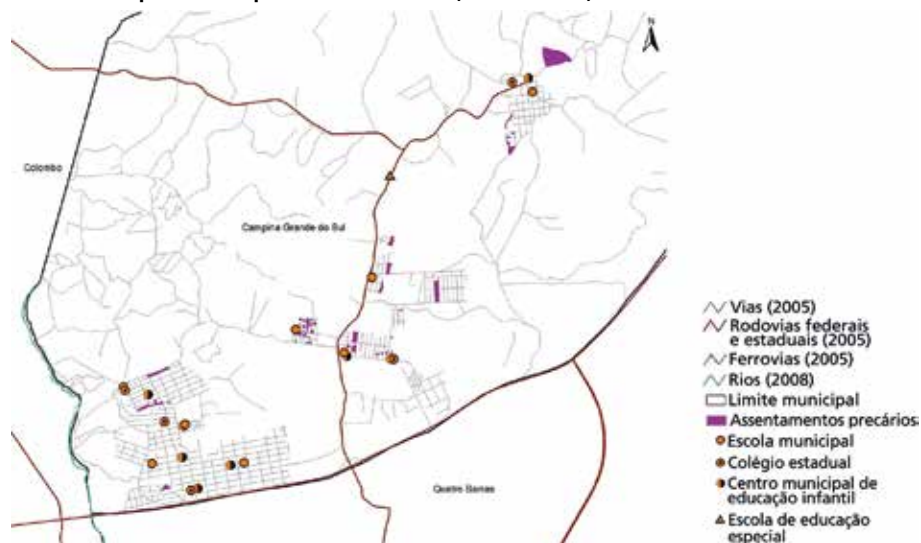 N
Colombo
Campina Grande do Sul
Quatro Barras
Vias (2005)
Rodovias federais
e estaduais (2005)
Ferrovias (2005)
Rios (2008)
Limite municipal
Assentamentos precários
Escola municipal
Colégio estadual
Centro municipal de
educação infantil
Escola de educação
especial